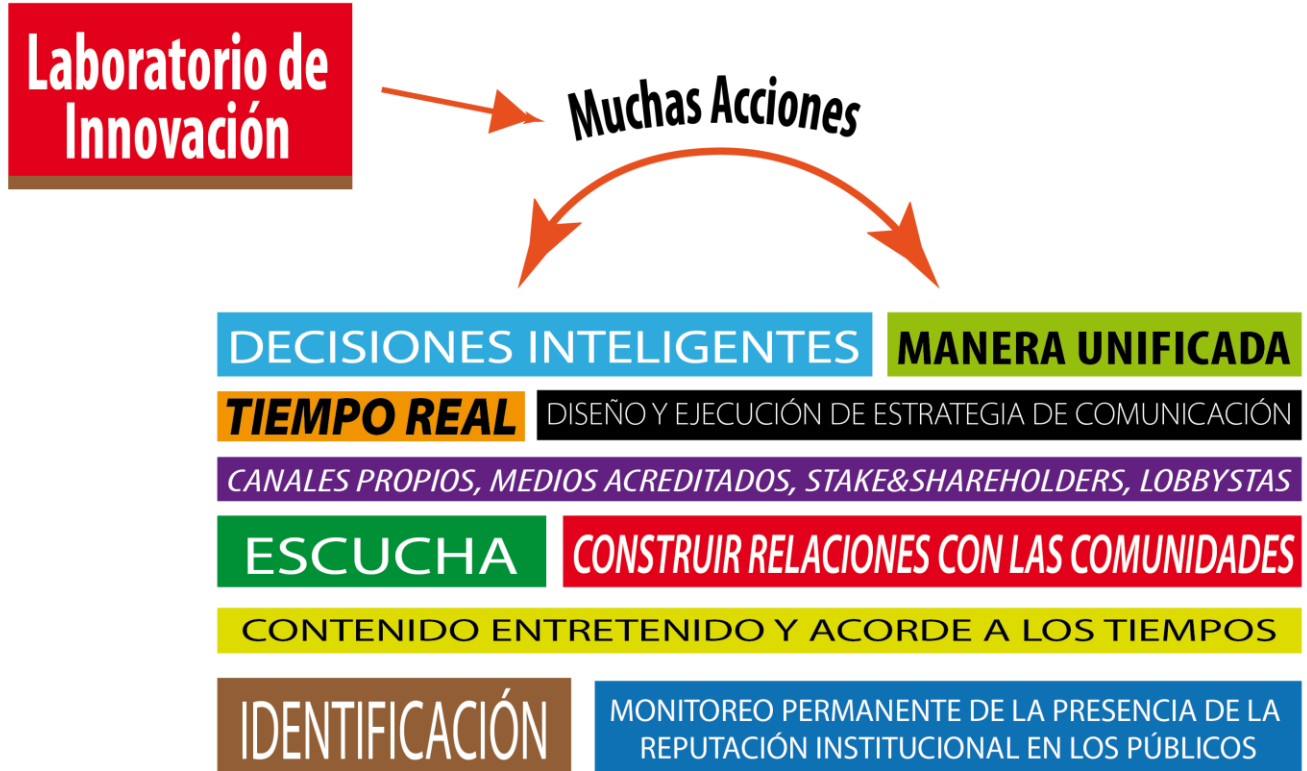 Laboratorio de
Innovación
Muchas Acciones
DECISIONES INTELIGENTES
MANERA UNIFICADA
TIEMPO REAL
DISEÑO Y EJECUCIÓN DE ESTRATEGIA DE COMUNICACIÓN
CANALES PROPIOS, MEDIOS ACREDITADOS, STAKE&SHAREHOLDERS, LOBBYSTAS
ESCUCHA
CONSTRUIR RELACIONES CON LAS COMUNIDADES
CONTENIDO ENTRETENIDO Y ACORDE A LOS TIEMPOS
IDENTIFICACIÓN
MONITOREO PERMANENTE DE LA PRESENCIA DE LA
REPUTACIÓN INSTITUCIONAL EN LOS PÚBLICOS